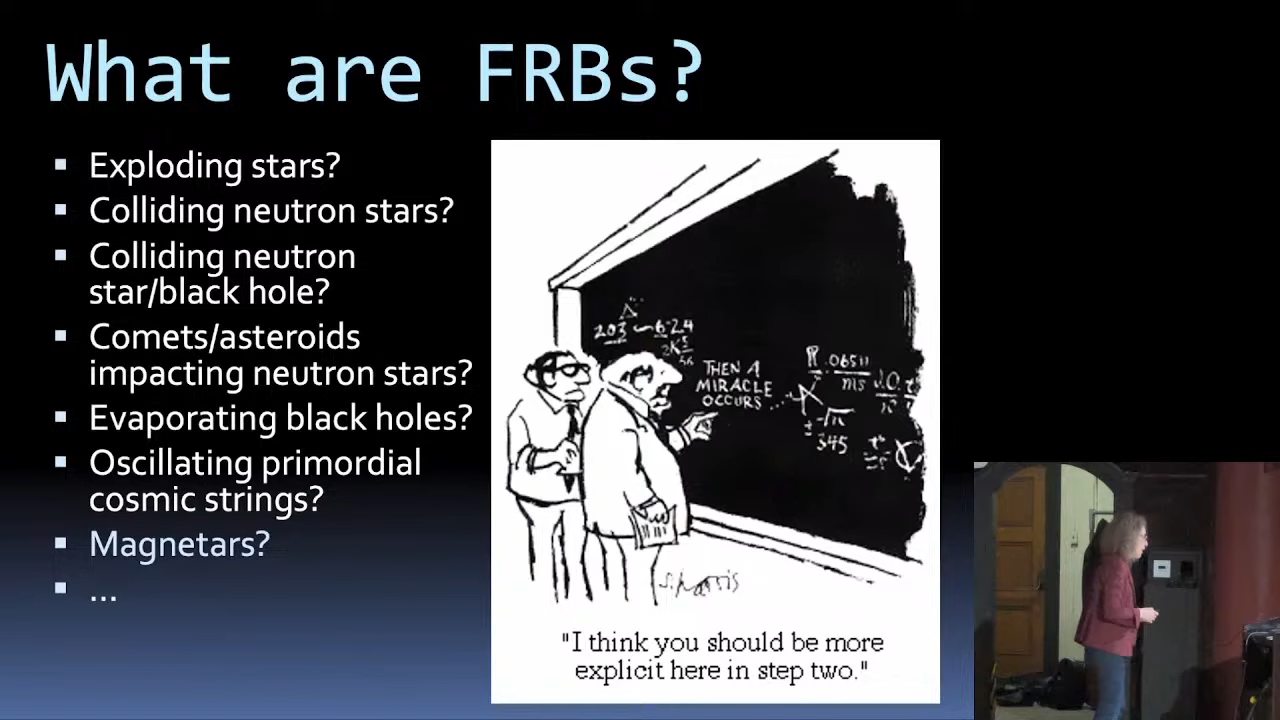 What are FRBs?
▪ Exploding stars?
▪ Colliding neutron stars?
▪ Colliding neutron
star/black hole?
▪ Comets/asteroids
impacting neutron stars?
▪ Evaporating black holes?
▪ Oscillating primordial
cosmic strings?
▪ Magnetars?
▪ ...
THEN A
MIRACLE
OCCURS...
345
S. Harris
"I think you should be more
explicit here in step two."